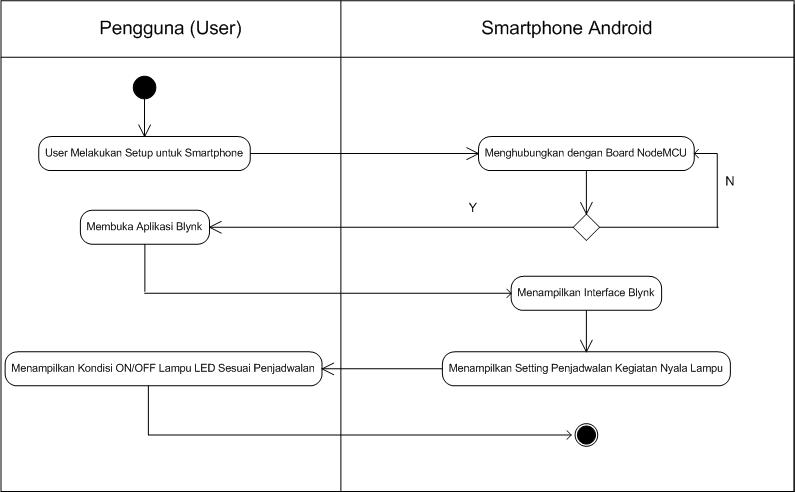 Pengguna (User)
Smartphone Android
User Melakukan Setup untuk Smartphone
Menghubungkan dengan Board NodeMCU
N
Y
Membuka Aplikasi Blynk
Menampilkan Interface Blynk
Menampilkan Kondisi ON/OFF Lampu LED Sesuai Penjadwalan
Menampilkan Setting Penjadwalan Kegiatan Nyala Lampu